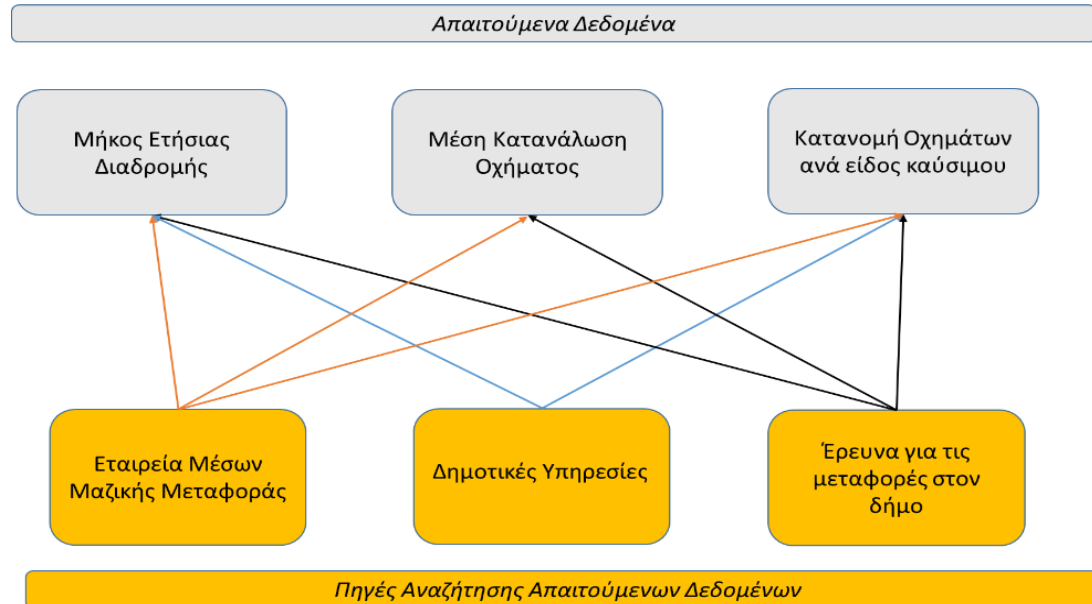 Απαιτούμενα Δεδομένα
Μήκος Ετήσιας
Διαδρομής
Μέση Κατανάλωση
Οχήματος
Κατανομή Οχημάτων
ανά είδος καύσιμου
Εταιρεία Μέσων
Μαζικής Μεταφοράς
Δημοτικές Υπηρεσίες
Έρευνα για τις
μεταφορές στον
δήμο
Πηγές Αναζήτησης Απαιτούμενων Δεδομένων